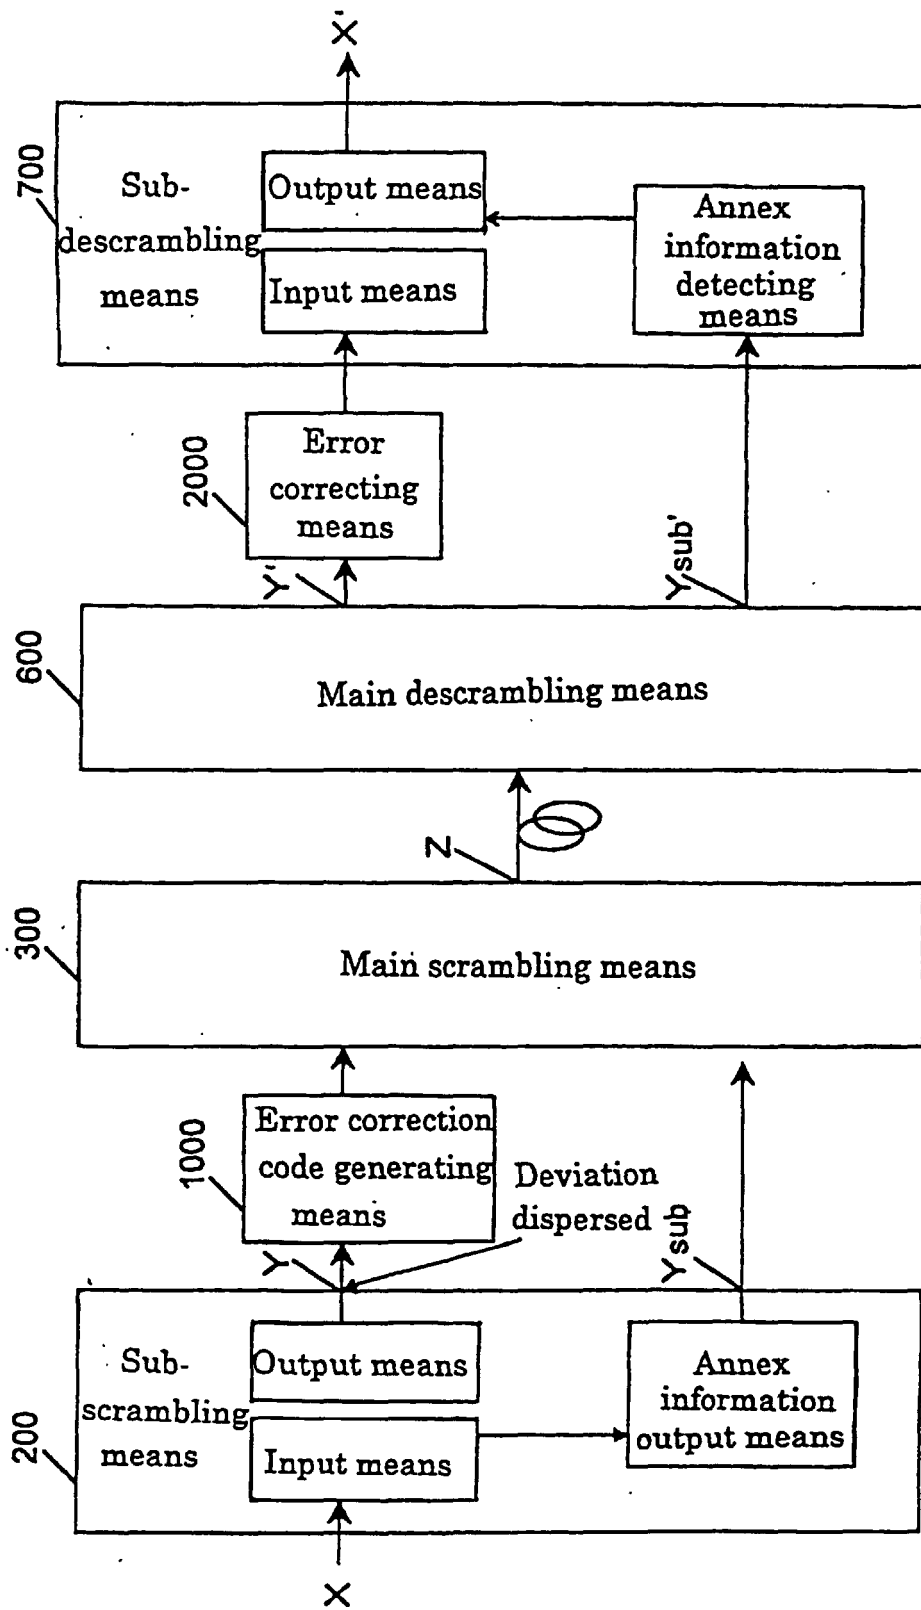 700
Sub-
descrambling
means
Output means
Input means
X'
Annex
information
detecting
means
2000
Error
correcting
means
Y'
Ysub'
600
Main descrambling means
Z
300
Main scrambling means
1000
Error correction
code generating
means
Deviation
dispersed
Y
Ysub
200
Sub-
scrambling
means
Output means
Input means
Annex
information
output means
X